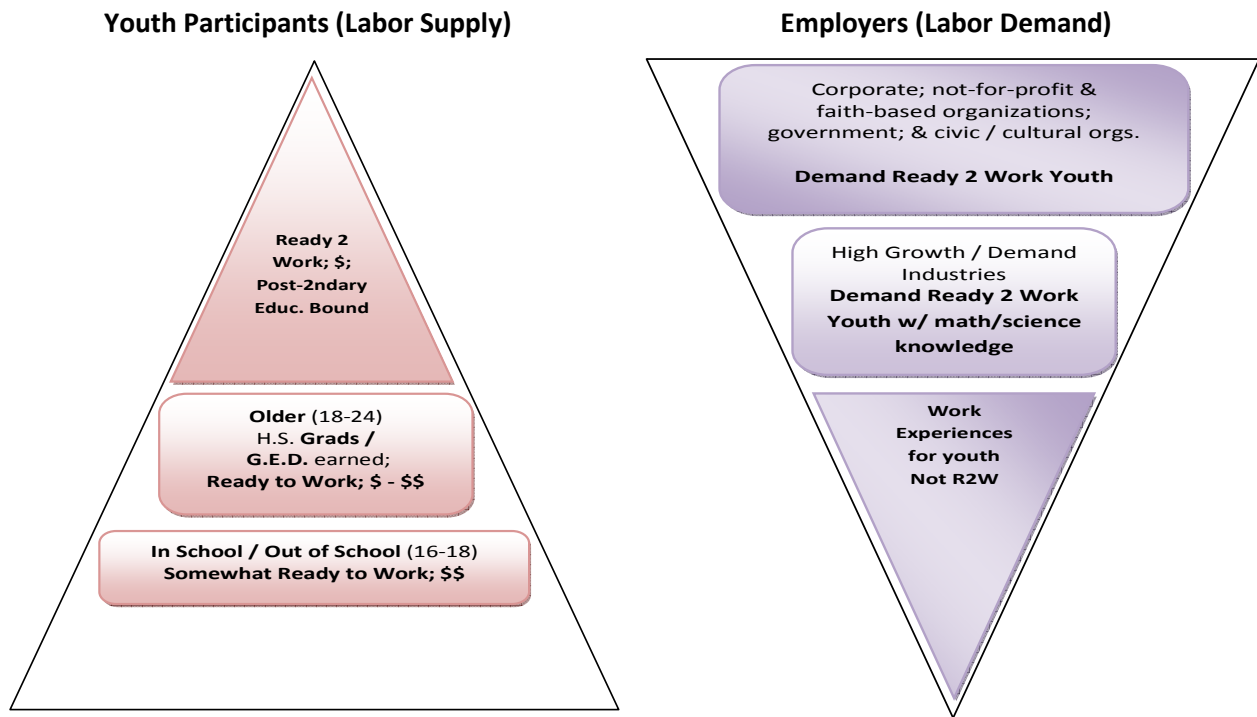 Youth Participants (Labor Supply)
Ready 2
Work; $;
Post-2ndary
Educ. Bound
Older (18-24)
H.S. Grads /
G.E.D. earned;
Ready to Work; $ - $$
In School / Out of School (16-18)
Somewhat Ready to Work; $$
Employers (Labor Demand)
Corporate; not-for-profit &
faith-based organizations;
government; & civic / cultural orgs.
Demand Ready 2 Work Youth
High Growth / Demand
Industries
Demand Ready 2 Work
Youth w/ math/science
knowledge
Work
Experiences
for youth
Not R2W